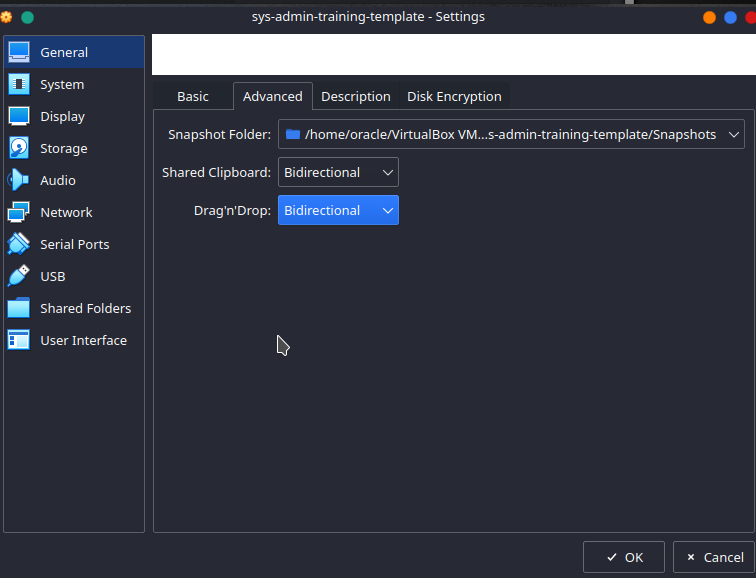 sys-admin-training-template - Settings
General
System
Display
Storage
Audio
Network
Serial Ports
USB
Shared Folders
User Interface
Basic Advanced Description Disk Encryption
Snapshot Folder: /home/oracle/VirtualBox VM...s-admin-training-template/Snapshots
Shared Clipboard: Bidirectional
Drag'n'Drop: Bidirectional
OK Cancel